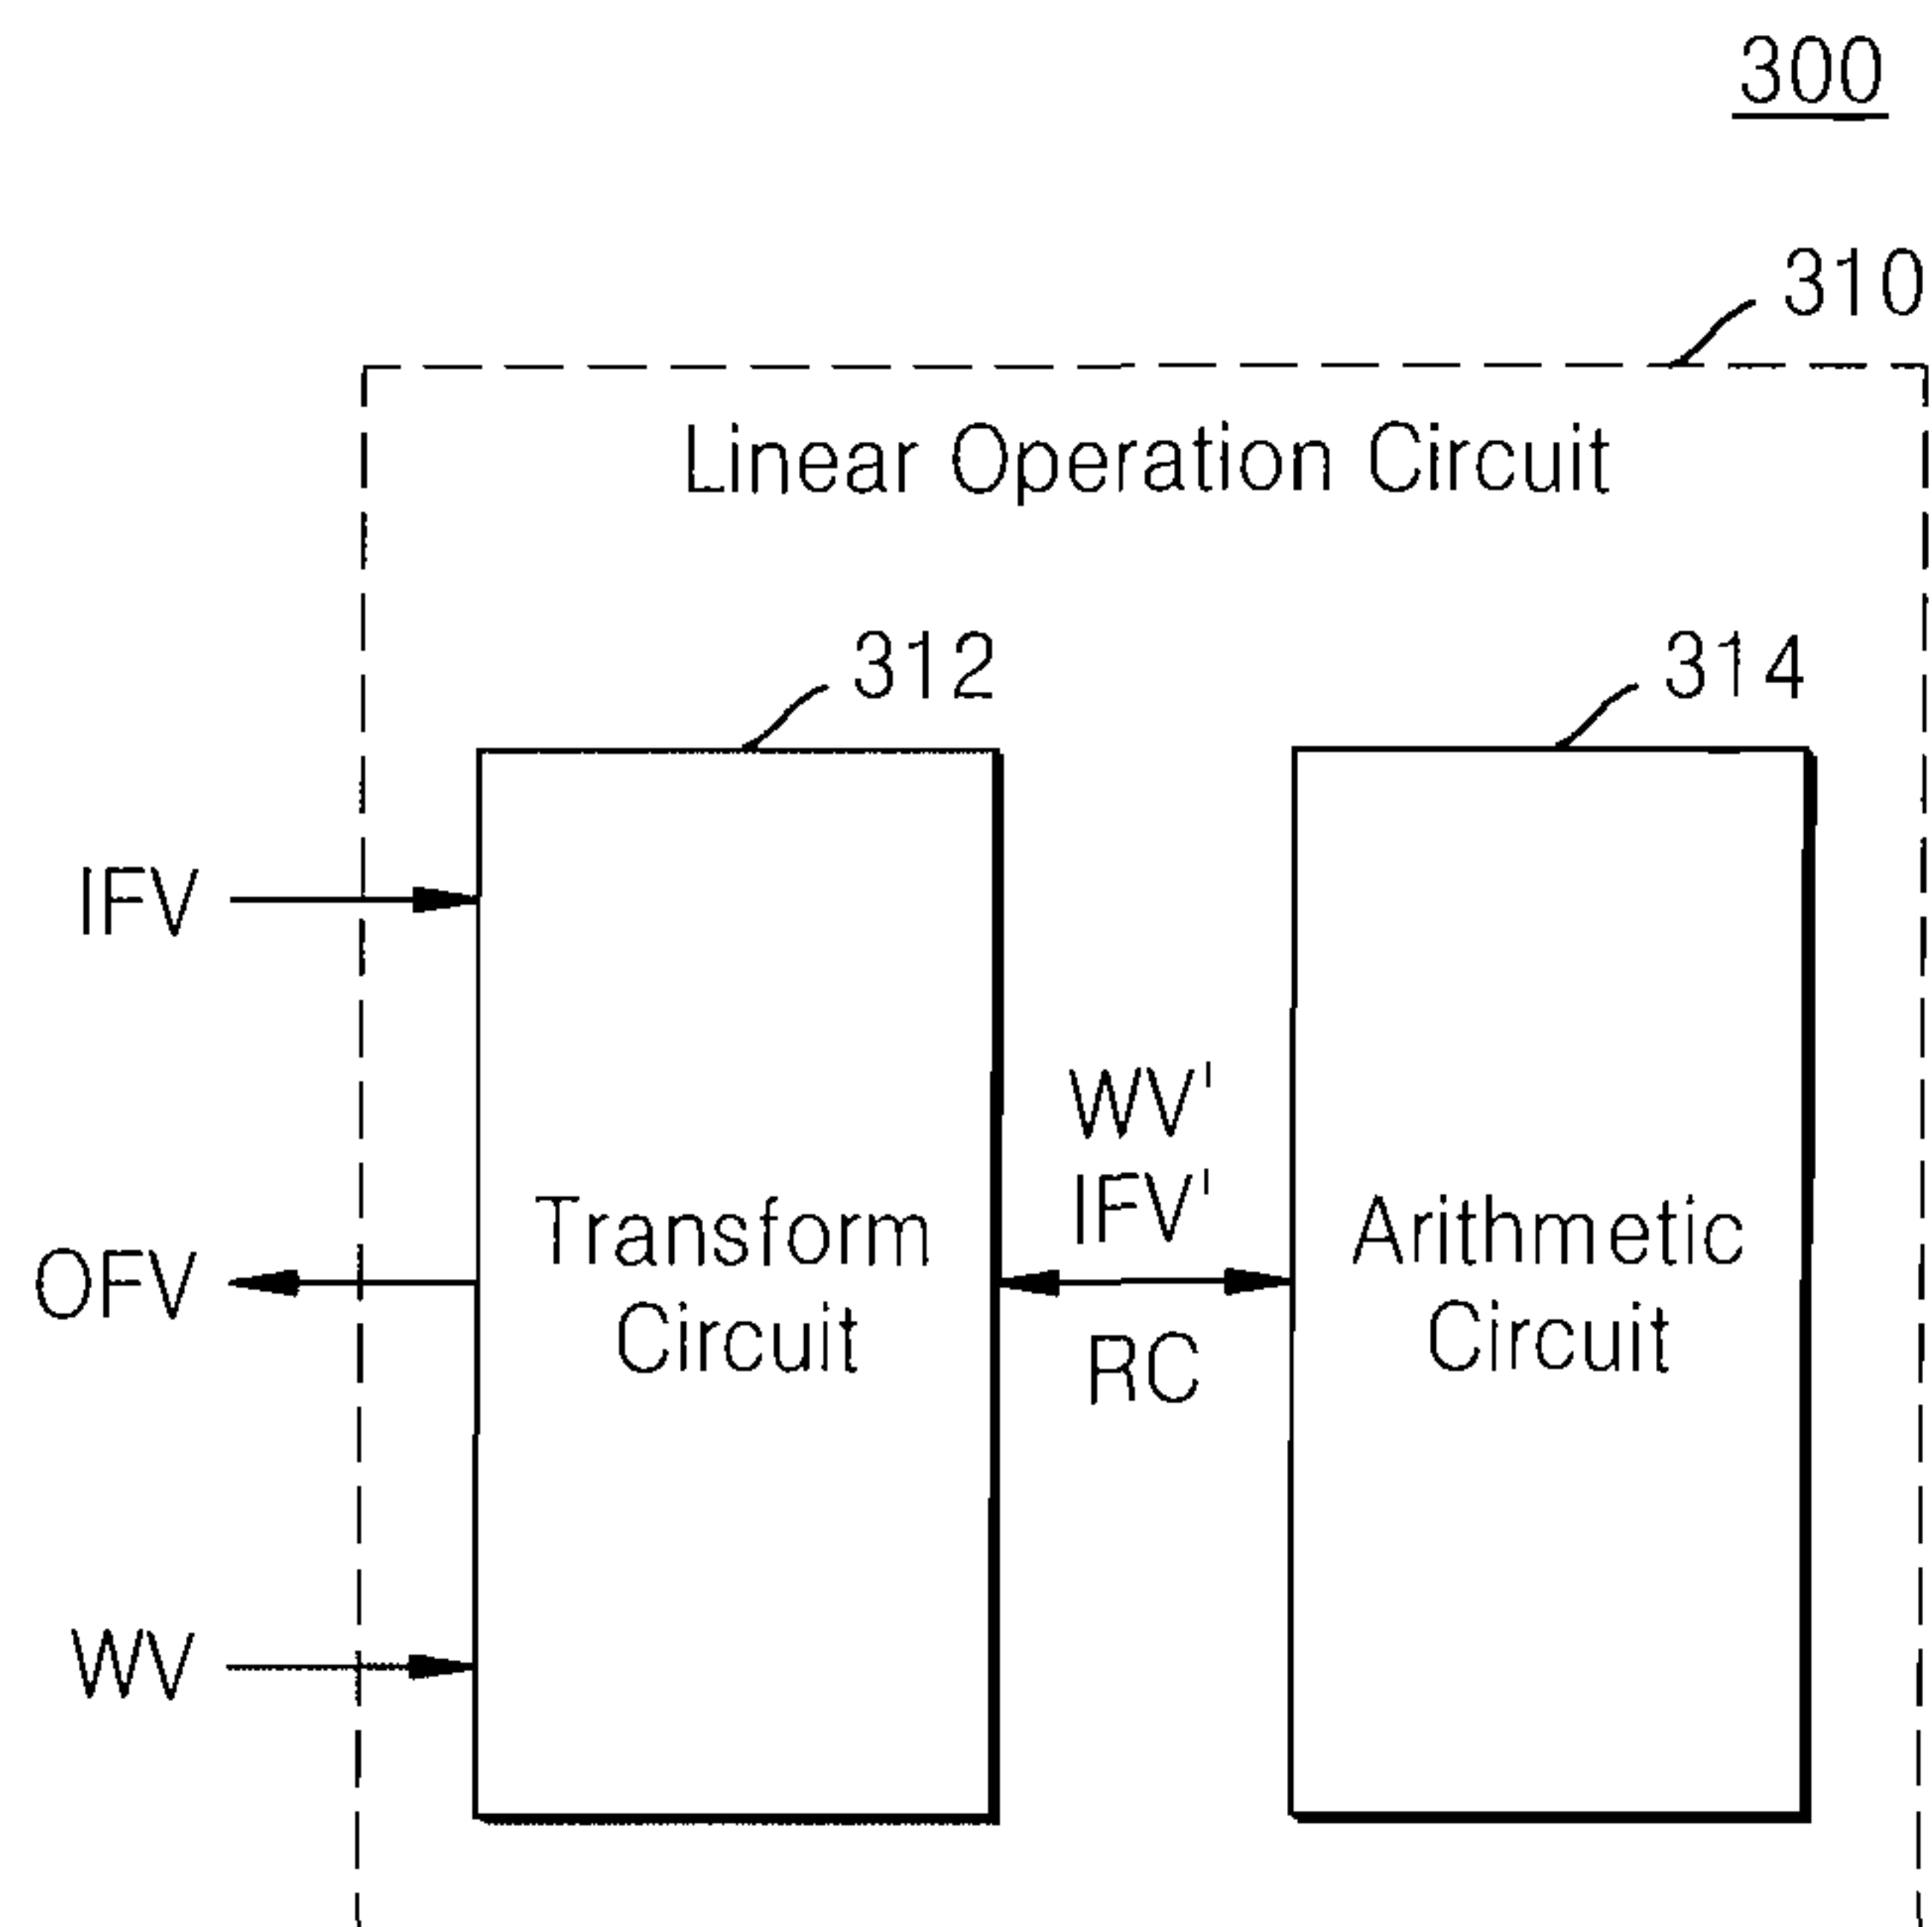 300
310
Linear Operation Circuit
312
314
IFV
WV'
IFV'
Transform
Circuit
Arithmetic
Circuit
OFV
RC
WV